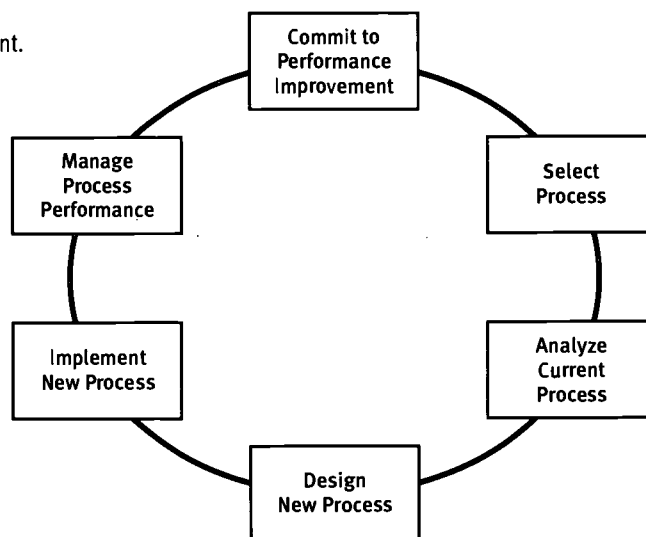 nt.
Commit to
Performance
Improvement
Select
Process
Analyze
Current
Process
Design
New Process
Implement
New Process
Manage
Process
Performance